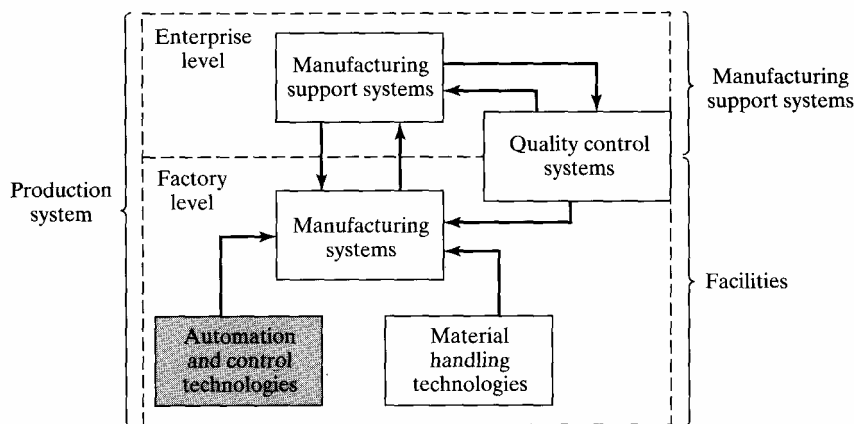 Enterprise
level
Manufacturing
support systems
Manufacturing
support systems
Quality control
systems
Production
system
Factory
level
Manufacturing
systems
Facilities
Automation
and control
technologies
Material
handling
technologies